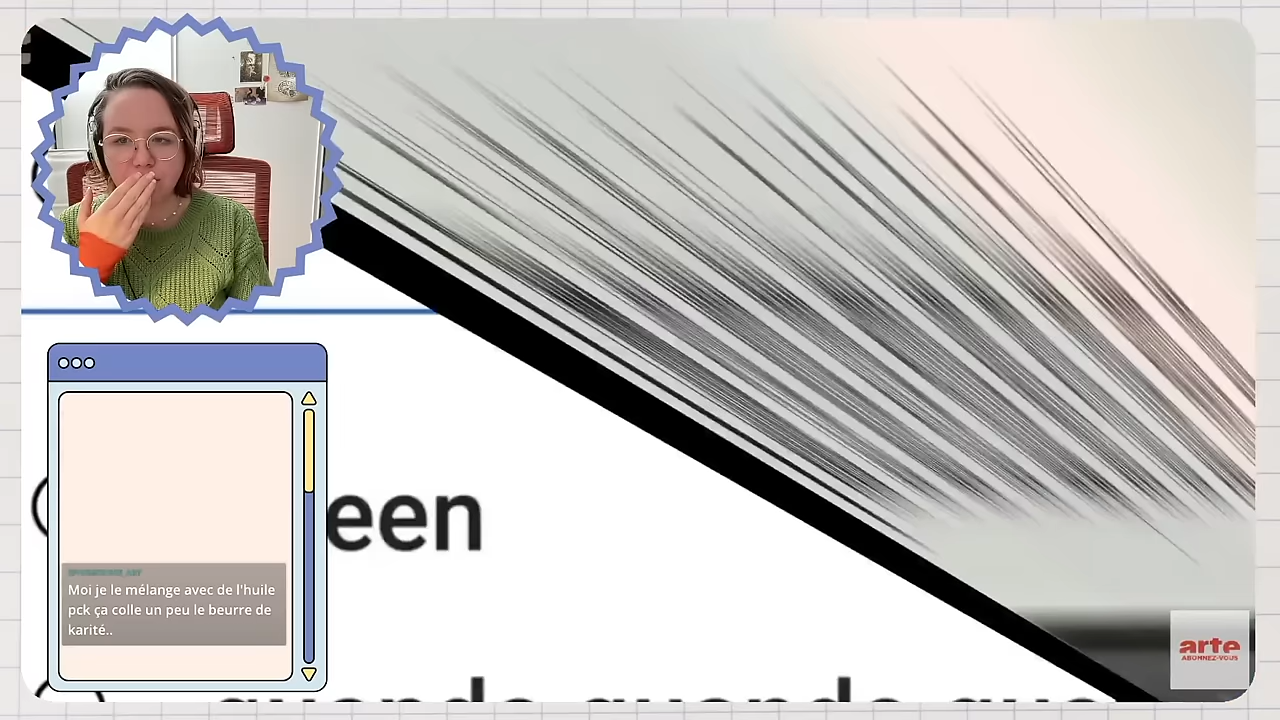 Moi je le mélange avec de l'huile
pck ça colle un peu le beurre de
karité..
een
arte
ABONNEZ-VOUS